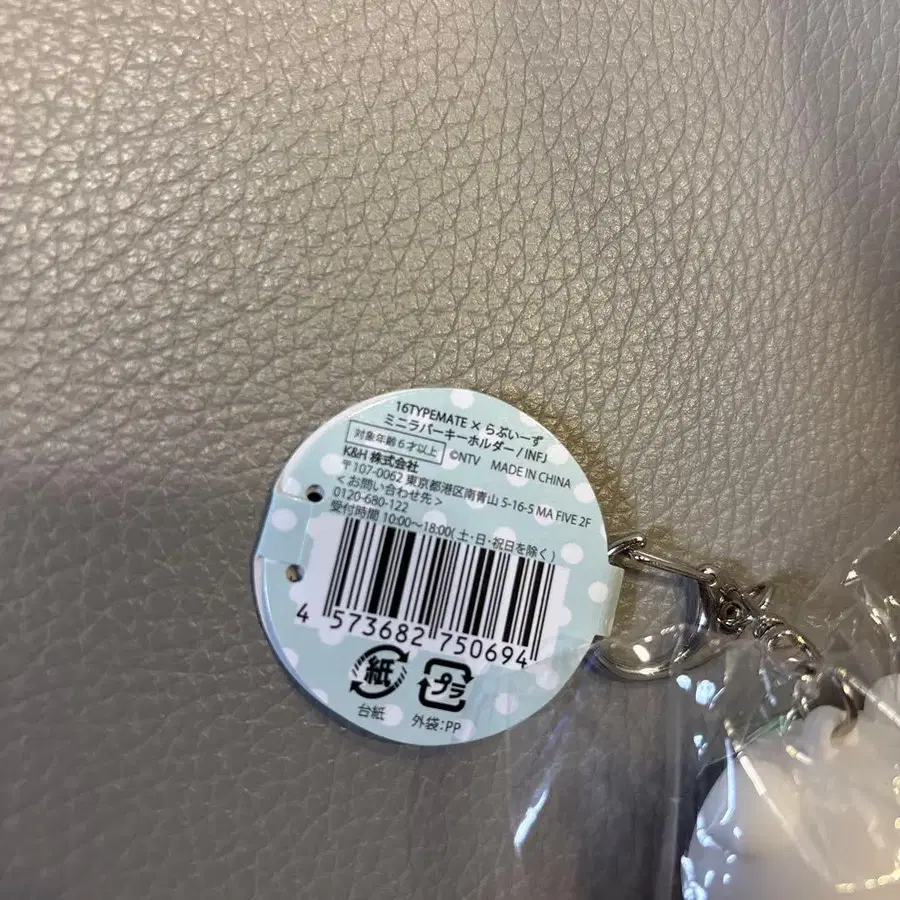 16TYPEMATE × らぶいーず
ミニラバーキーホルダー/INFJ
対象年齢6才以上 ©NTV MADE IN CHINA
K&H 株式会社
〒107-0062 東京都港区南青山 5-16-5 MA FIVE 2F
<お問い合わせ先>
0120-680-122
受付時間 10:00〜18:00(土・日・祝日を除く)
4 573682 750694
紙 プラ
台紙 外袋:PP